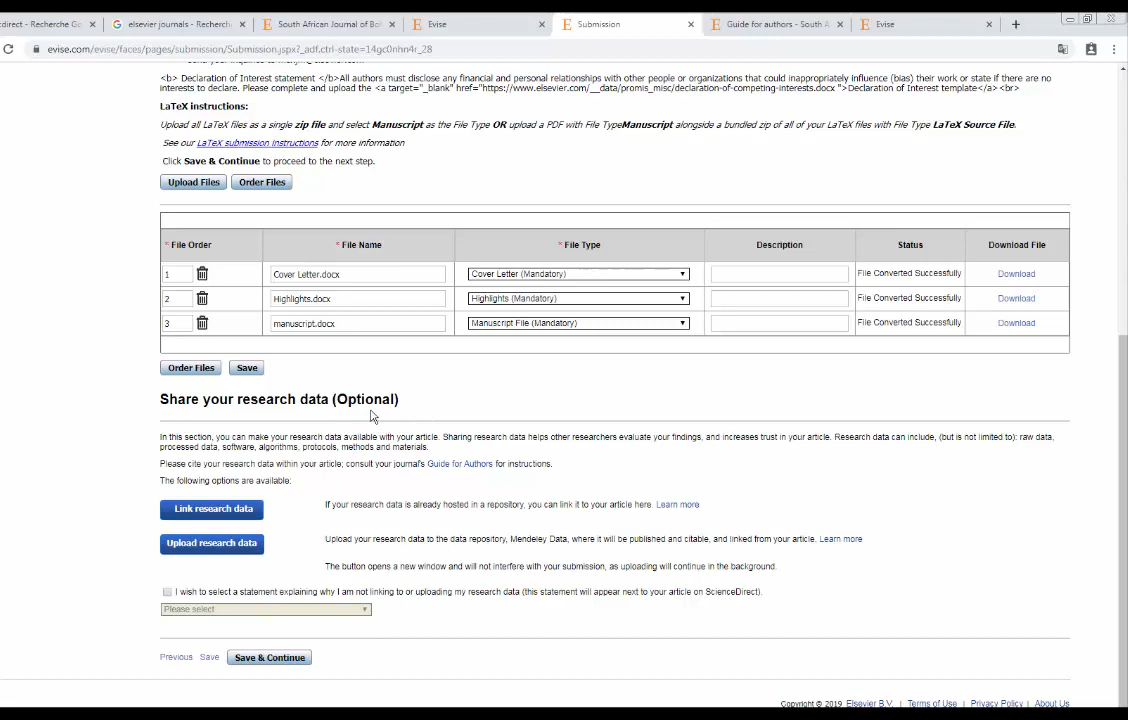 direct - Recherche Go
elsevier journals - Recherche
South African Journal of Bo
Evise
Submission
Guide for authors - South A
Evise
evise.com/evise/faces/pages/submission/Submission.jspx?_adf.ctrl-state=14gc0nhn4r_28
<b> Declaration of Interest statement </b>All authors must disclose any financial and personal relationships with other people or organizations that could inappropriately influence (bias) their work or state if there are no
interests to declare. Please complete and upload the <a target="_blank" href="https://www.elsevier.com/__data/promis_misc/declaration-of-competing-interests.docx ">Declaration of Interest template</a> <br>
LaTeX instructions:
Upload all LaTeX files as a single zip file and select Manuscript as the File Type OR upload a PDF with File TypeManuscript alongside a bundled zip of all of your LaTeX files with File Type LaTeX Source File.
See our LaTeX submission instructions for more information
Click Save & Continue to proceed to the next step.
Upload Files Order Files
* File Order * File Name * File Type Description Status Download File
1 Cover Letter.docx Cover Letter (Mandatory) File Converted Successfully Download
2 Highlights.docx Highlights (Mandatory) File Converted Successfully Download
3 manuscript.docx Manuscript File (Mandatory) File Converted Successfully Download
Order Files Save
Share your research data (Optional)
In this section, you can make your research data available with your article. Sharing research data helps other researchers evaluate your findings, and increases trust in your article. Research data can include, (but is not limited to): raw data,
processed data, software, algorithms, protocols, methods and materials.
Please cite your research data within your article; consult your journal's Guide for Authors for instructions.
The following options are available:
Link research data If your research data is already hosted in a repository, you can link it to your article here. Learn more
Upload research data Upload your research data to the data repository, Mendeley Data, where it will be published and citable, and linked from your article. Learn more
The button opens a new window and will not interfere with your submission, as uploading will continue in the background.
I wish to select a statement explaining why I am not linking to or uploading my research data (this statement will appear next to your article on ScienceDirect).
Please select
Previous Save Save & Continue
Copyright © 2019 Elsevier B.V. | Terms of Use | Privacy Policy | About Us